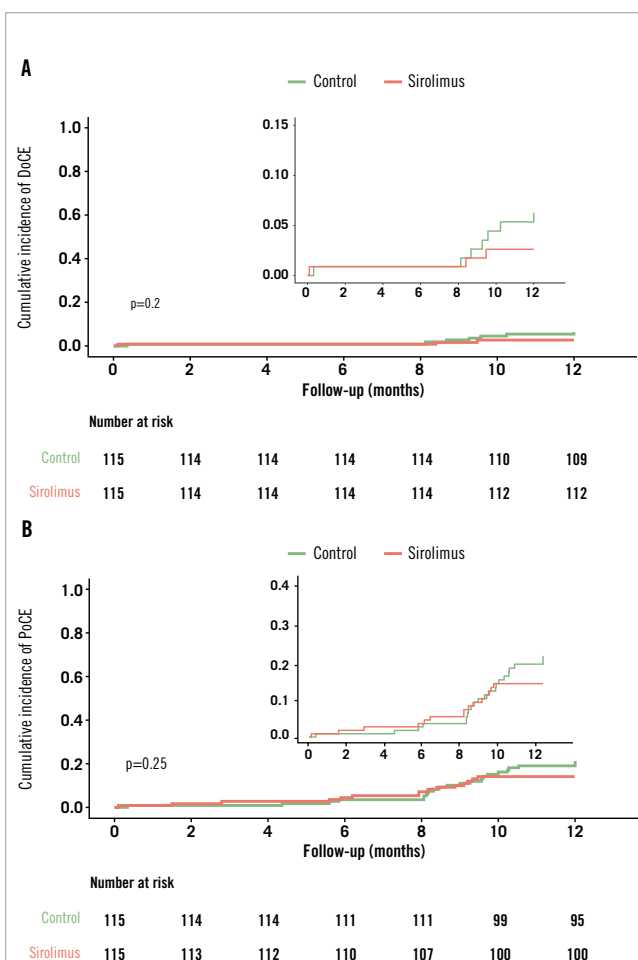 A
Control Sirolimus
Cumulative incidence of DoCE
1.0
0.8
0.6
0.4
0.2
0.0
p=0.2
0.15
0.10
0.05
0.00
0 2 4 6 8 10 12
0 2 4 6 8 10 12
Follow-up (months)
Number at risk
Control 115 114 114 114 114 110 109
Sirolimus 115 114 114 114 114 112 112
B
Control Sirolimus
Cumulative incidence of PoCE
1.0
0.8
0.6
0.4
0.2
0.0
p=0.25
0.4
0.3
0.2
0.1
0.0
0 2 4 6 8 10 12
0 2 4 6 8 10 12
Follow-up (months)
Number at risk
Control 115 114 114 111 111 99 95
Sirolimus 115 113 112 110 107 100 100